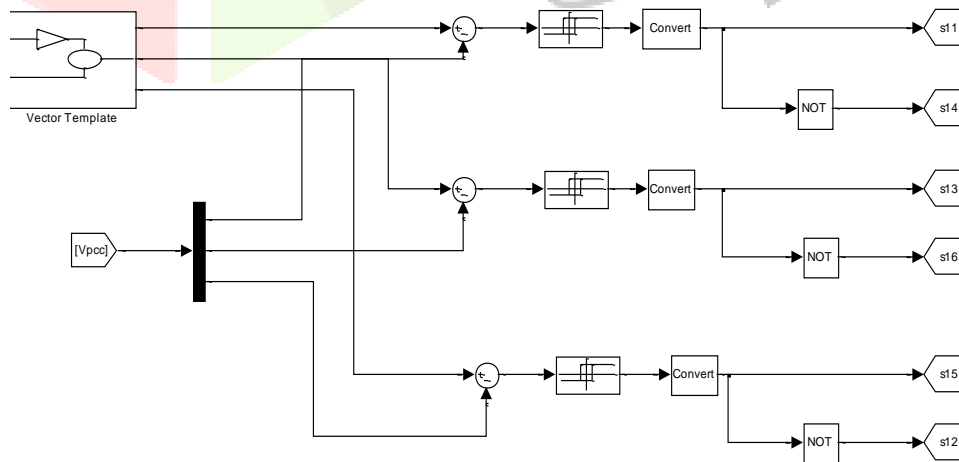 Convert
s11
Vector Template
NOT
s14
Convert
s13
[Vpcc]
NOT
s16
Convert
s15
NOT
s12